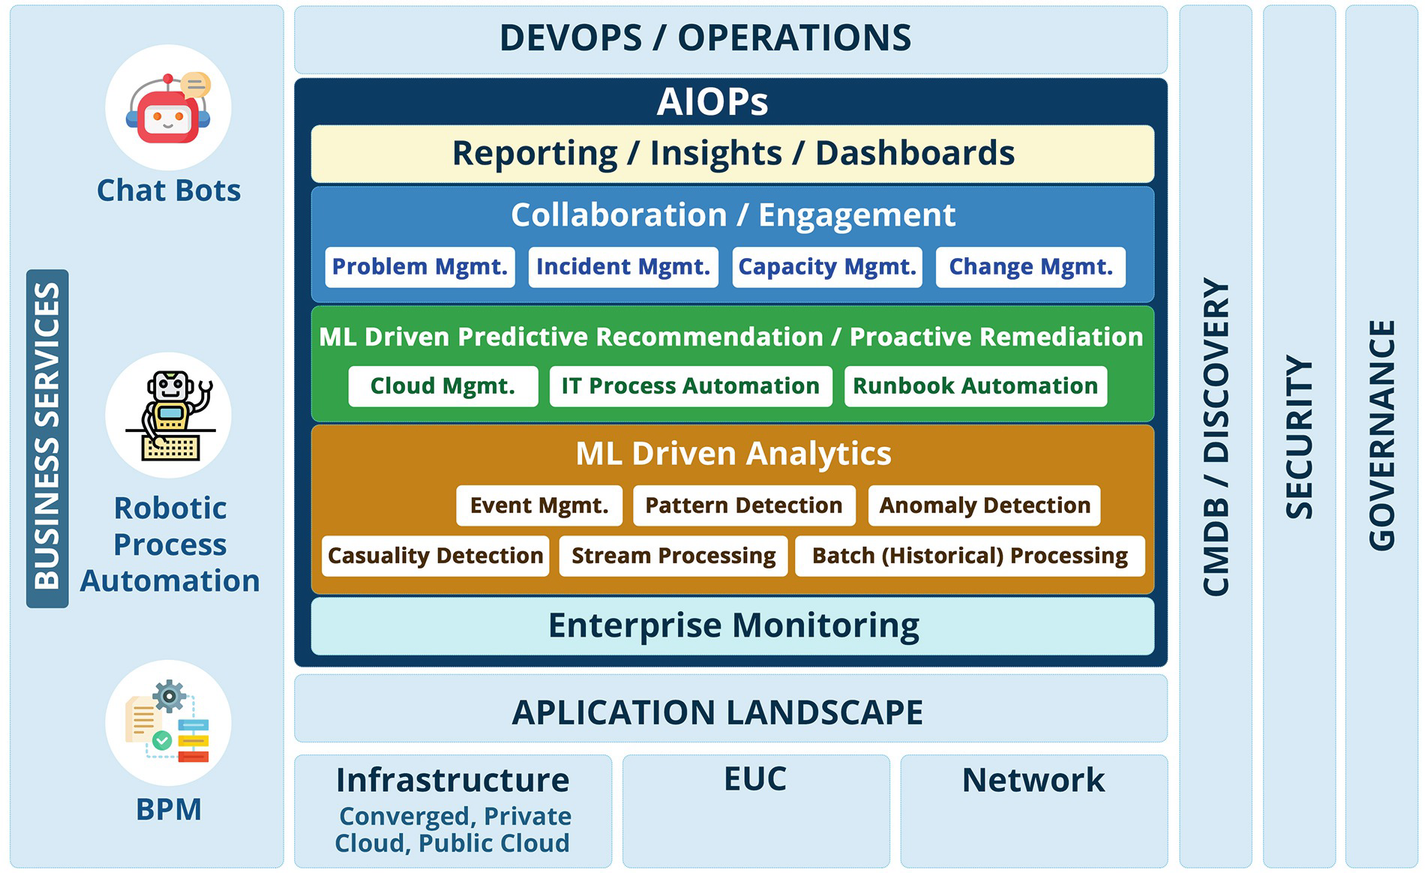 BUSINESS SERVICES
Chat Bots
Robotic
Process
Automation
BPM
DEVOPS / OPERATIONS
AIOPs
Reporting / Insights / Dashboards
Collaboration / Engagement
Problem Mgmt.
Incident Mgmt.
Capacity Mgmt.
Change Mgmt.
ML Driven Predictive Recommendation / Proactive Remediation
Cloud Mgmt.
IT Process Automation
Runbook Automation
ML Driven Analytics
Event Mgmt.
Pattern Detection
Anomaly Detection
Casuality Detection
Stream Processing
Batch (Historical) Processing
Enterprise Monitoring
APLICATION LANDSCAPE
Infrastructure
Converged, Private
Cloud, Public Cloud
EUC
Network
CMDB / DISCOVERY
SECURITY
GOVERNANCE